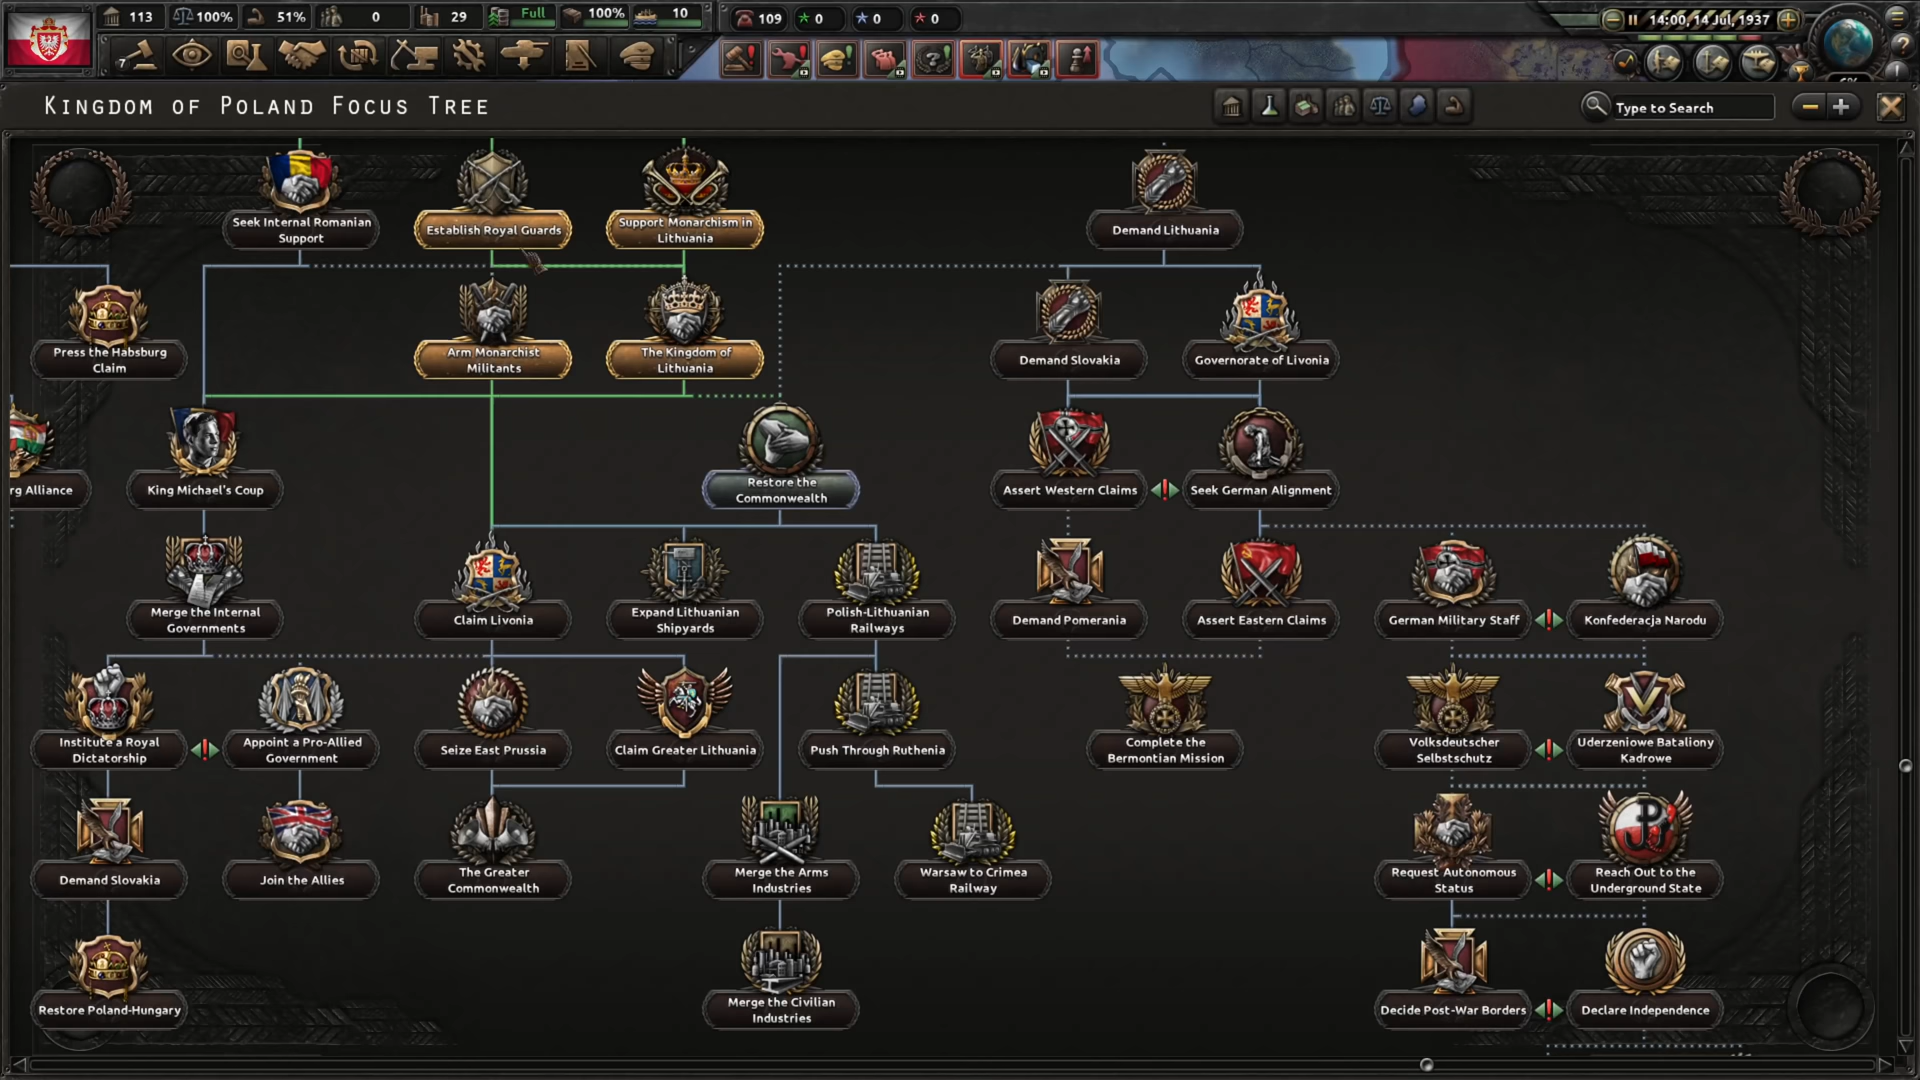 113
100%
51%
0
29
Full
100%
10
109
0
0
0
14:00, 14 Jul, 1937
7
Kingdom of Poland Focus Tree
Type to Search
Seek Internal Romanian
Support
Establish Royal Guards
Support Monarchism in
Lithuania
Demand Lithuania
Press the Habsburg
Claim
Arm Monarchist
Militants
The Kingdom of
Lithuania
Demand Slovakia
Governorate of Livonia
rg Alliance
King Michael's Coup
Restore the
Commonwealth
Assert Western Claims
Seek German Alignment
Merge the Internal
Governments
Claim Livonia
Expand Lithuanian
Shipyards
Polish-Lithuanian
Railways
Demand Pomerania
Assert Eastern Claims
German Military Staff
Konfederacja Narodu
Institute a Royal
Dictatorship
Appoint a Pro-Allied
Government
Seize East Prussia
Claim Greater Lithuania
Push Through Ruthenia
Complete the
Bermontian Mission
Volksdeutscher
Selbstschutz
Uderzeniowe Bataliony
Kadrowe
Demand Slovakia
Join the Allies
The Greater
Commonwealth
Merge the Arms
Industries
Warsaw to Crimea
Railway
Request Autonomous
Status
Reach Out to the
Underground State
Restore Poland-Hungary
Merge the Civilian
Industries
Decide Post-War Borders
Declare Independence